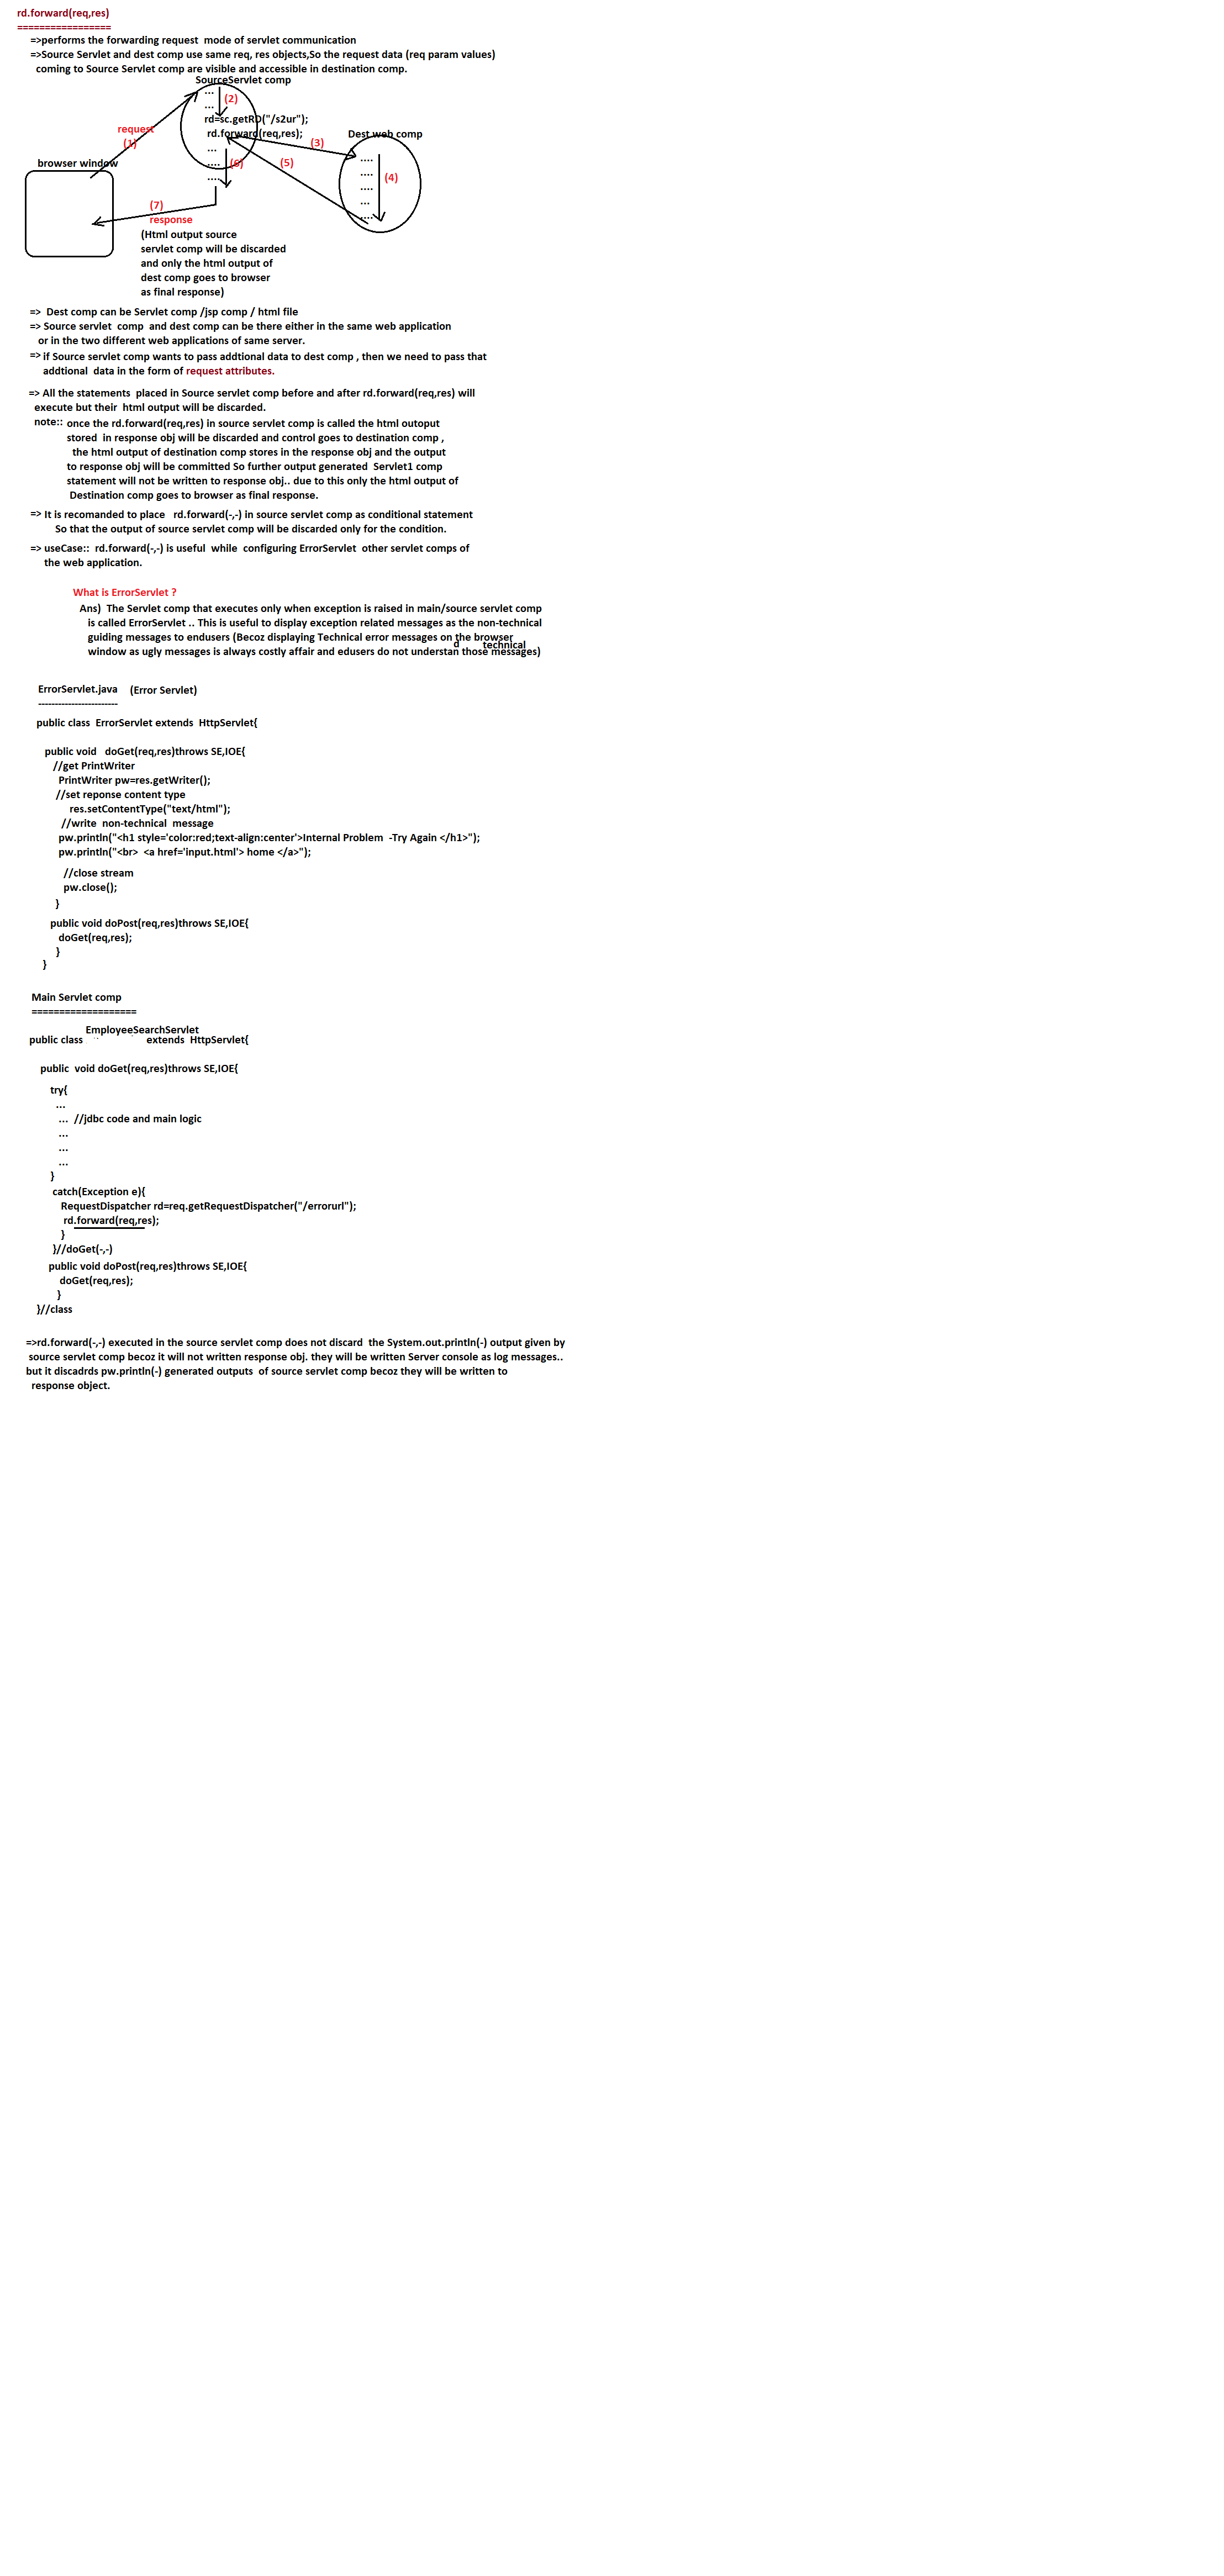 rd.forward(req,res)
=================
=>performs the forwarding request  mode of servlet communication
=>Source Servlet and dest comp use same req, res objects,So the request data (req param values)
coming to Source Servlet comp are visible and accessible in destination comp.
SourceServlet comp
...
(2)
...
rd=sc.getRD("/s2ur");
rd.forward(req,res);
request
(1)
Dest web comp
(3)
...
....
(6)
(5)
....
browser window
....
....
(4)
....
...
....
(7)
response
(Html output source
servlet comp will be discarded
and only the html output of
dest comp goes to browser
as final response)
=>  Dest comp can be Servlet comp /jsp comp / html file
=> Source servlet  comp  and dest comp can be there either in the same web application
or in the two different web applications of same server.
=> if Source servlet comp wants to pass addtional data to dest comp , then we need to pass that
addtional  data in the form of request attributes.
=> All the statements  placed in Source servlet comp before and after rd.forward(req,res) will
execute but their  html output will be discarded.
note:: once the rd.forward(req,res) in source servlet comp is called the html outoput
stored  in response obj will be discarded and control goes to destination comp ,
the html output of destination comp stores in the response obj and the output
to response obj will be committed So further output generated  Servlet1 comp
statement will not be written to response obj.. due to this only the html output of
Destination comp goes to browser as final response.
=> It is recomanded to place   rd.forward(-,-) in source servlet comp as conditional statement
So that the output of source servlet comp will be discarded only for the condition.
=> useCase::  rd.forward(-,-) is useful  while  configuring ErrorServlet  other servlet comps of
the web application.
What is ErrorServlet ?
Ans)  The Servlet comp that executes only when exception is raised in main/source servlet comp
is called ErrorServlet .. This is useful to display exception related messages as the non-technical
guiding messages to endusers (Becoz displaying Technical error messages on the browser
d technical
window as ugly messages is always costly affair and edusers do not understan those messages)
ErrorServlet.java    (Error Servlet)
------------------------
public class  ErrorServlet extends  HttpServlet{
public void   doGet(req,res)throws SE,IOE{
//get PrintWriter
PrintWriter pw=res.getWriter();
//set reponse content type
res.setContentType("text/html");
//write  non-technical  message
pw.println("<h1 style='color:red;text-align:center'>Internal Problem  -Try Again </h1>");
pw.println("<br>  <a href='input.html'> home </a>");
//close stream
pw.close();
}
public void doPost(req,res)throws SE,IOE{
doGet(req,res);
}
}
Main Servlet comp
===================
EmployeeSearchServlet
public class extends  HttpServlet{
public  void doGet(req,res)throws SE,IOE{
try{
...
...  //jdbc code and main logic
...
...
...
}
catch(Exception e){
RequestDispatcher rd=req.getRequestDispatcher("/errorurl");
rd.forward(req,res);
}
}//doGet(-,-)
public void doPost(req,res)throws SE,IOE{
doGet(req,res);
}
}//class
=>rd.forward(-,-) executed in the source servlet comp does not discard  the System.out.println(-) output given by
source servlet comp becoz it will not written response obj. they will be written Server console as log messages..
but it discadrds pw.println(-) generated outputs  of source servlet comp becoz they will be written to
response object.